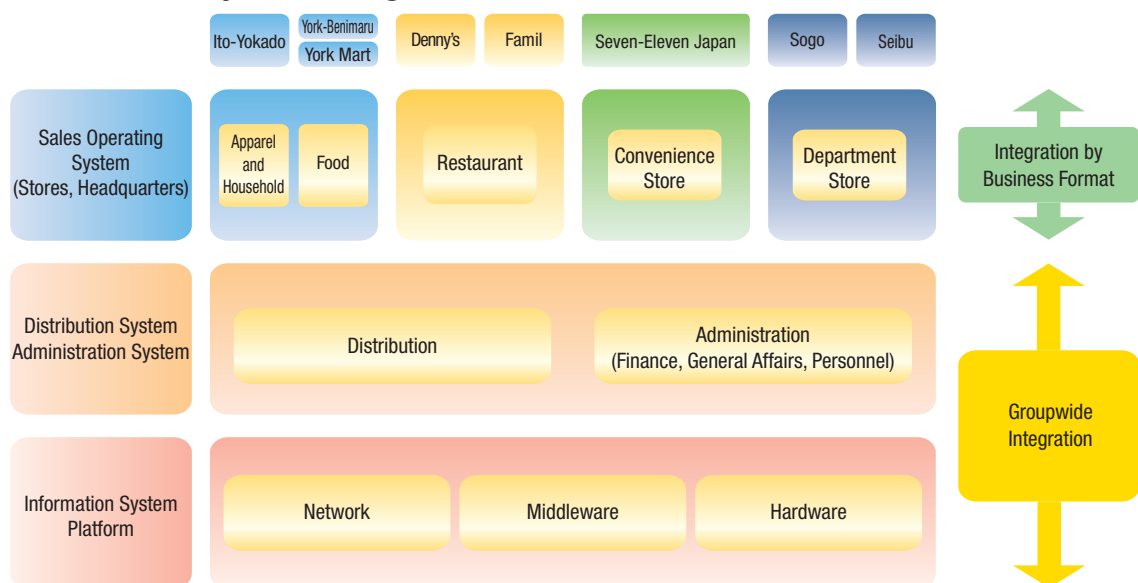 Ito-Yokado
York-Benimaru
York Mart
Denny's
Famil
Seven-Eleven Japan
Sogo
Seibu
Sales Operating
System
(Stores, Headquarters)
Apparel
and
Household
Food
Restaurant
Convenience
Store
Department
Store
Integration by
Business Format
Distribution System
Administration System
Distribution
Administration
(Finance, General Affairs, Personnel)
Groupwide
Integration
Information System
Platform
Network
Middleware
Hardware